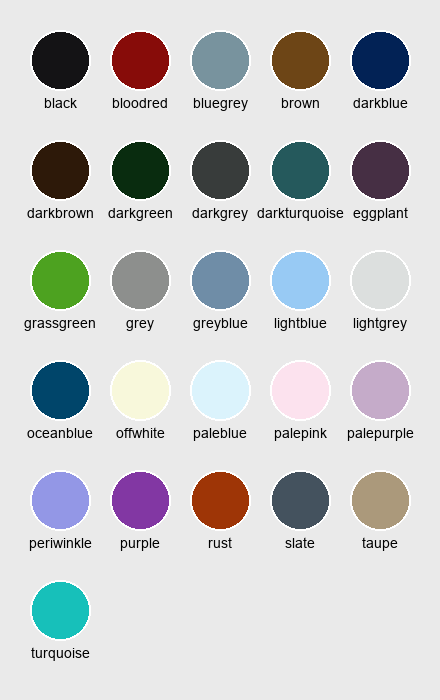 black bloodred bluegrey brown darkblue
darkbrown darkgreen darkgrey darkturquoise eggplant
grassgreen grey greyblue lightblue lightgrey
oceanblue offwhite paleblue palepink palepurple
periwinkle purple rust slate taupe
turquoise